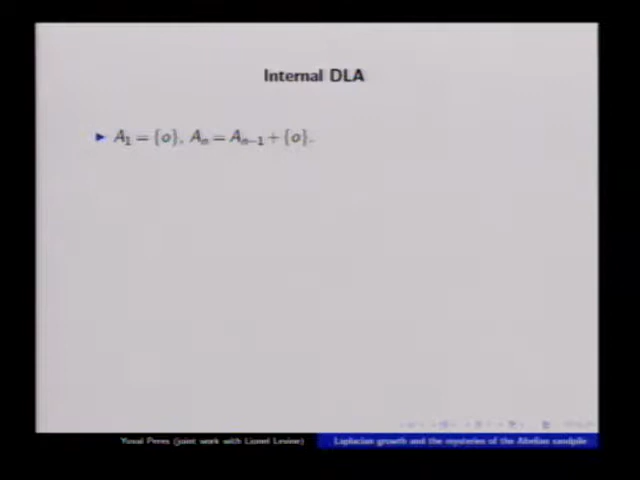 Internal DLA
▶ A₁ = {o}, Aₙ = Aₙ₋₁ + {o}.
Yuval Peres (joint work with Lionel Levine)
Laplacian growth and the mysteries of the Abelian sandpile